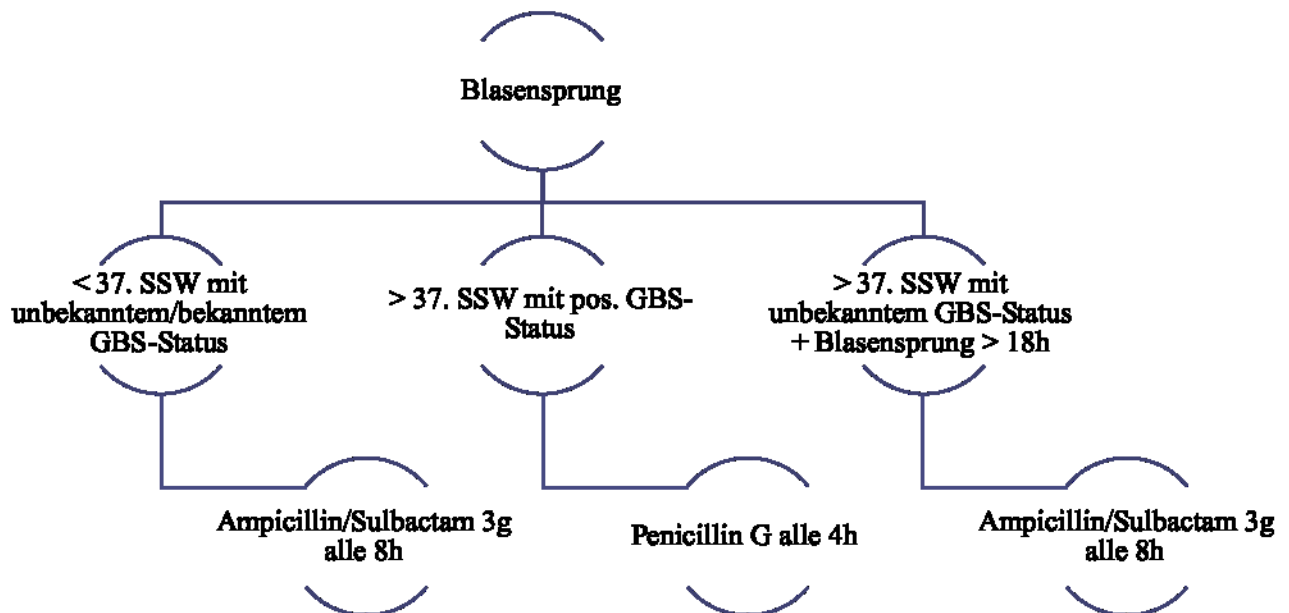 Blasensprung
< 37. SSW mit
unbekanntem/bekanntem
GBS-Status
> 37. SSW mit pos. GBS-
Status
> 37. SSW mit
unbekanntem GBS-Status
+ Blasensprung > 18h
Ampicillin/Sulbactam 3g
alle 8h
Penicillin G alle 4h
Ampicillin/Sulbactam 3g
alle 8h